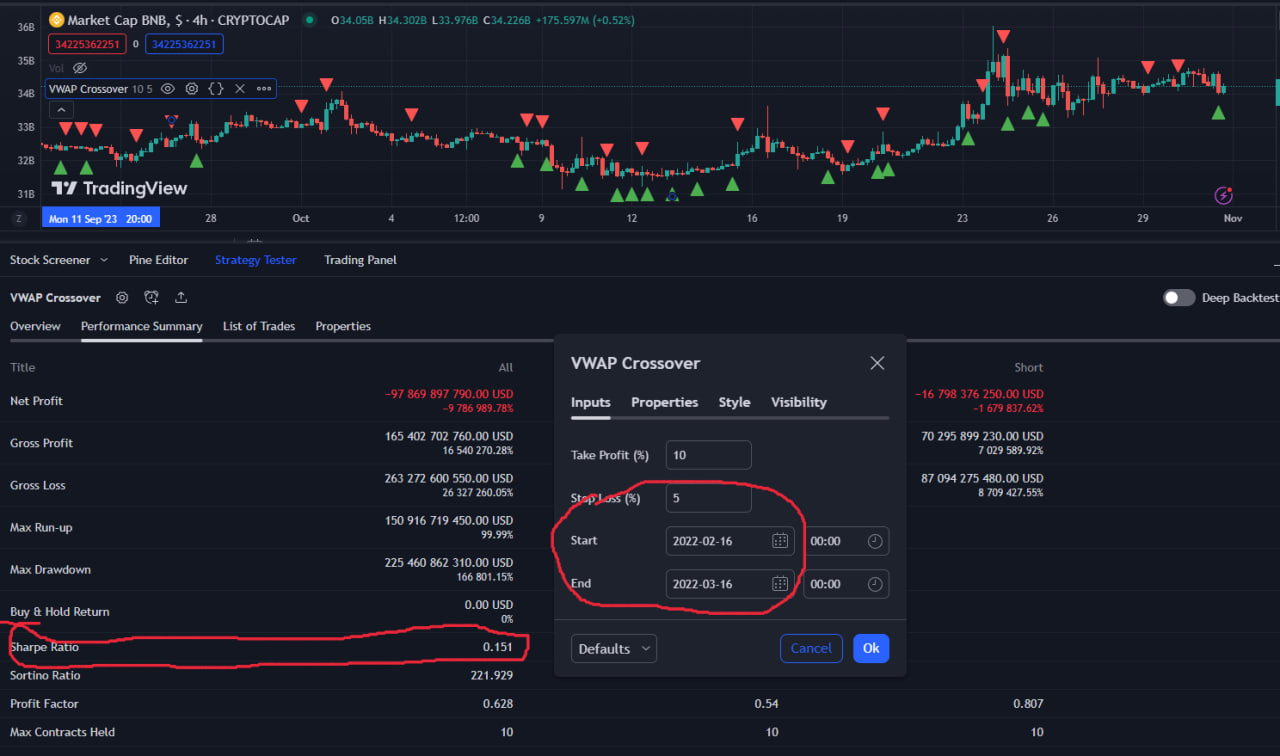 Market Cap BNB, $ · 4h · CRYPTOCAP O34.05B H34.302B L33.976B C34.226B +175.597M (+0.52%)
34225362251 0 34225362251
Vol
VWAP Crossover 10 5
36B
35B
34B
33B
32B
31B
TradingView
Z Mon 11 Sep '23 20:00 28 Oct 4 12:00 9 12 16 19 23 26 29 Nov
Stock Screener Pine Editor Strategy Tester Trading Panel
VWAP Crossover Deep Backtest
Overview Performance Summary List of Trades Properties
Title All Short
Net Profit −97 869 897 790.00 USD −16 798 376 250.00 USD
−9 786 989.78% −1 679 837.62%
Gross Profit 165 402 702 760.00 USD 70 295 899 230.00 USD
16 540 270.28% 7 029 589.92%
Gross Loss 263 272 600 550.00 USD 87 094 275 480.00 USD
26 327 260.05% 8 709 427.55%
Max Run-up 150 916 719 450.00 USD
99.99%
Max Drawdown 225 460 862 310.00 USD
166 801.15%
Buy & Hold Return 0.00 USD
0%
Sharpe Ratio 0.151
Sortino Ratio 221.929
Profit Factor 0.628 0.54 0.807
Max Contracts Held 10 10 10
VWAP Crossover
Inputs Properties Style Visibility
Take Profit (%) 10
Stop Loss (%) 5
Start 2022-02-16 00:00
End 2022-03-16 00:00
Defaults Cancel Ok